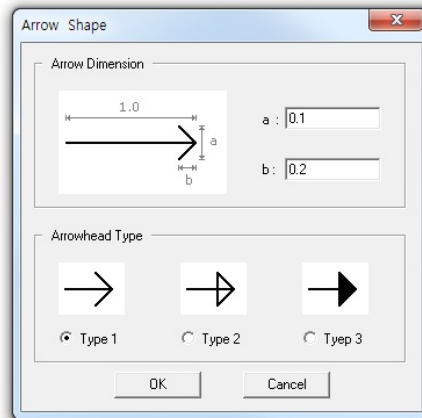 Arrow Shape
Arrow Dimension
1.0
a
b
a : 0.1
b : 0.2
Arrowhead Type
Type 1
Type 2
Tyep 3
OK
Cancel